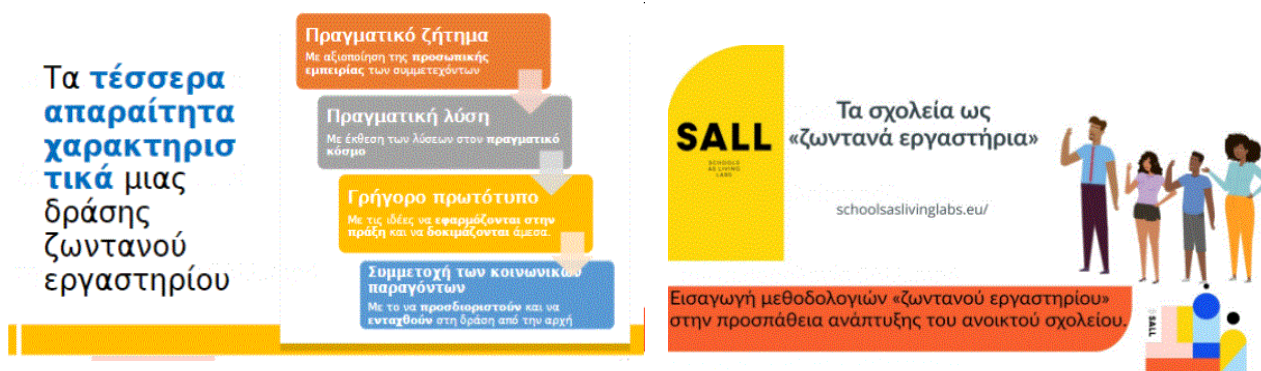 Τα τέσσερα
απαραίτητα
χαρακτηρισ
τικά μιας
δράσης
ζωντανού
εργαστηρίου
Πραγματικό ζήτημα
Με αξιοποίηση της προσωπικής
εμπειρίας των συμμετεχόντων
Πραγματική λύση
Με έκθεση των λύσεων στον πραγματικό
κόσμο
Γρήγορο πρωτότυπο
Με τις ιδέες να εφαρμόζονται στην
πράξη και να δοκιμάζονται άμεσα.
Συμμετοχή των κοινωνικών
παραγόντων
Με το να προσδιοριστούν και να
ενταχθούν στη δράση από την αρχή
SALL
SCHOOLS
AS LIVING
LABS
Τα σχολεία ως
«ζωντανά εργαστήρια»
schoolsaslivinglabs.eu/
Εισαγωγή μεθοδολογιών «ζωντανού εργαστηρίου»
στην προσπάθεια ανάπτυξης του ανοικτού σχολείου.
SALL